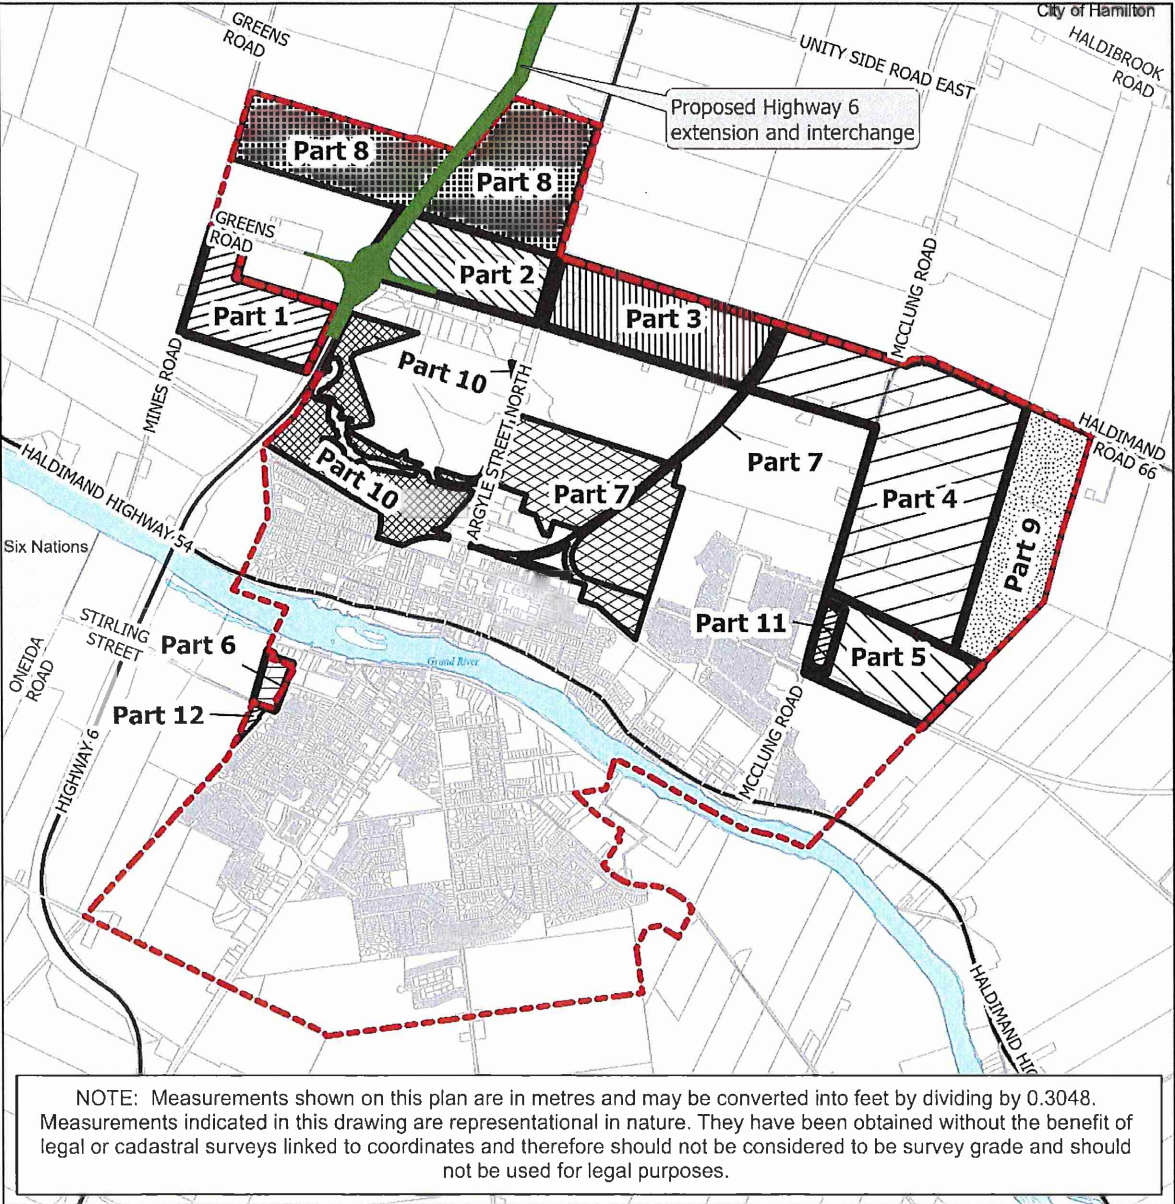 City of Hamilton
GREENS
ROAD
UNITY SIDE ROAD EAST
HALDIBROOK
ROAD
Proposed Highway 6
extension and interchange
Part 8
Part 8
GREENS
ROAD
Part 2
MCCLUNG ROAD
Part 1
Part 3
MINES ROAD
Part 10
ARGYLE STREET NORTH
HALDIMAND
ROAD 66
Part 7
Part 10
Part 7
Part 4
HALDIMAND HIGHWAY 54
Part 9
Six Nations
STIRLING
STREET
Part 6
Part 11
ONEIDA
ROAD
Grand River
Part 5
Part 12
MCCLUNG ROAD
HIGHWAY 6
HALDIMAND HIG
NOTE: Measurements shown on this plan are in metres and may be converted into feet by dividing by 0.3048.
Measurements indicated in this drawing are representational in nature. They have been obtained without the benefit of
legal or cadastral surveys linked to coordinates and therefore should not be considered to be survey grade and should
not be used for legal purposes.